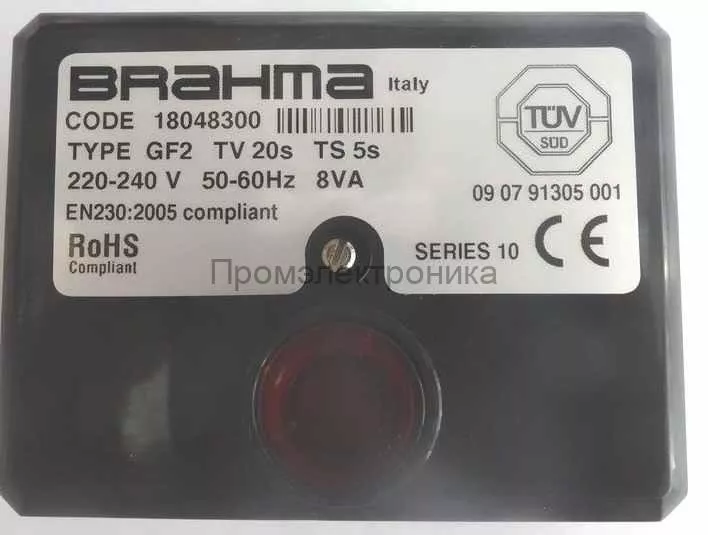 BRAHMA Italy
CODE 18048300
TYPE GF2 TV 20s TS 5s
220-240 V 50-60Hz 8VA
EN230:2005 compliant
RoHS
Compliant
TÜV
SÜD
09 07 91305 001
SERIES 10 CE
Промэлектроника